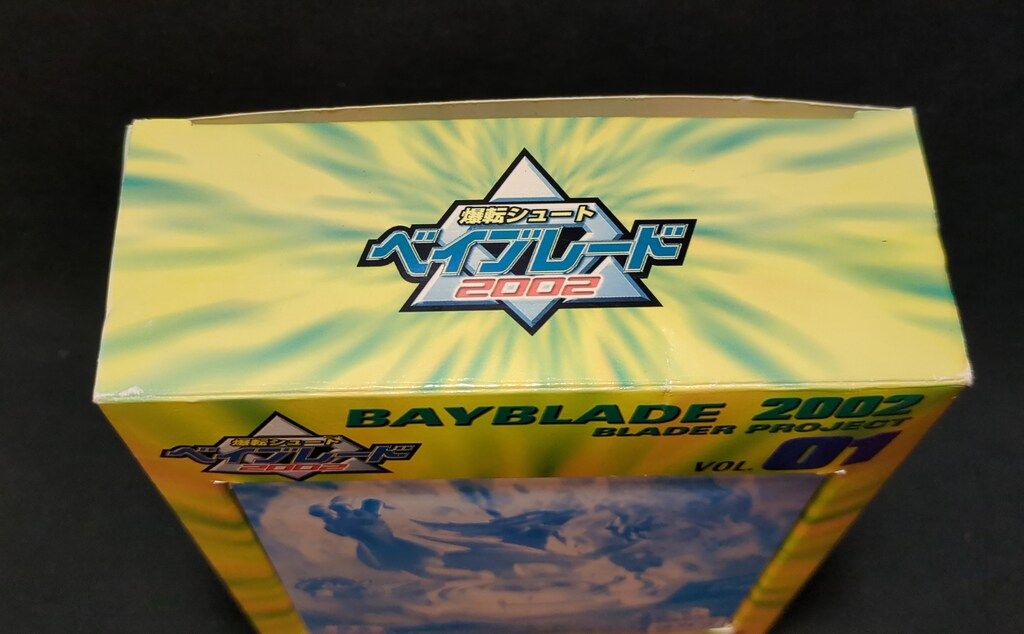 爆転シュート
ベイブレード
2002
BAYBLADE 2002
BLADER PROJECT
VOL. 01
爆転シュート
ベイブレード
2002